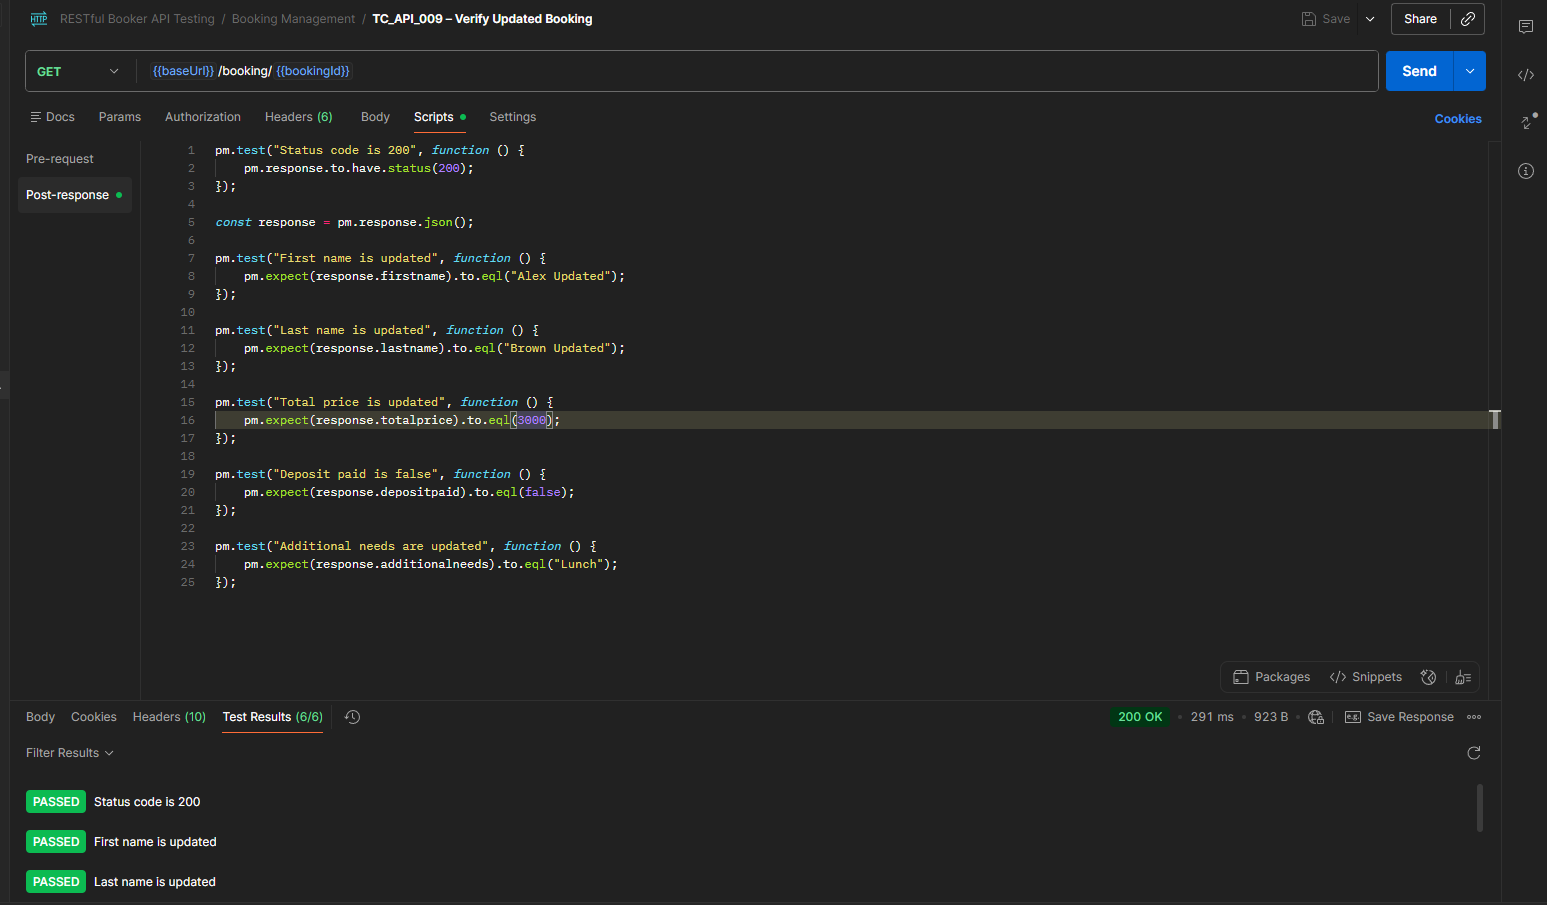 HTTP RESTful Booker API Testing / Booking Management / TC_API_009 – Verify Updated Booking Save Share
GET {{baseUrl}} /booking/ {{bookingId}} Send
Docs Params Authorization Headers (6) Body Scripts Settings Cookies
Pre-request
Post-response
1 pm.test("Status code is 200", function () {
2 pm.response.to.have.status(200);
3 });
4
5 const response = pm.response.json();
6
7 pm.test("First name is updated", function () {
8 pm.expect(response.firstname).to.eql("Alex Updated");
9 });
10
11 pm.test("Last name is updated", function () {
12 pm.expect(response.lastname).to.eql("Brown Updated");
13 });
14
15 pm.test("Total price is updated", function () {
16 pm.expect(response.totalprice).to.eql(3000);
17 });
18
19 pm.test("Deposit paid is false", function () {
20 pm.expect(response.depositpaid).to.eql(false);
21 });
22
23 pm.test("Additional needs are updated", function () {
24 pm.expect(response.additionalneeds).to.eql("Lunch");
25 });
Packages </> Snippets
Body Cookies Headers (10) Test Results (6/6) 200 OK • 291 ms • 923 B • e.g. Save Response
Filter Results
PASSED Status code is 200
PASSED First name is updated
PASSED Last name is updated